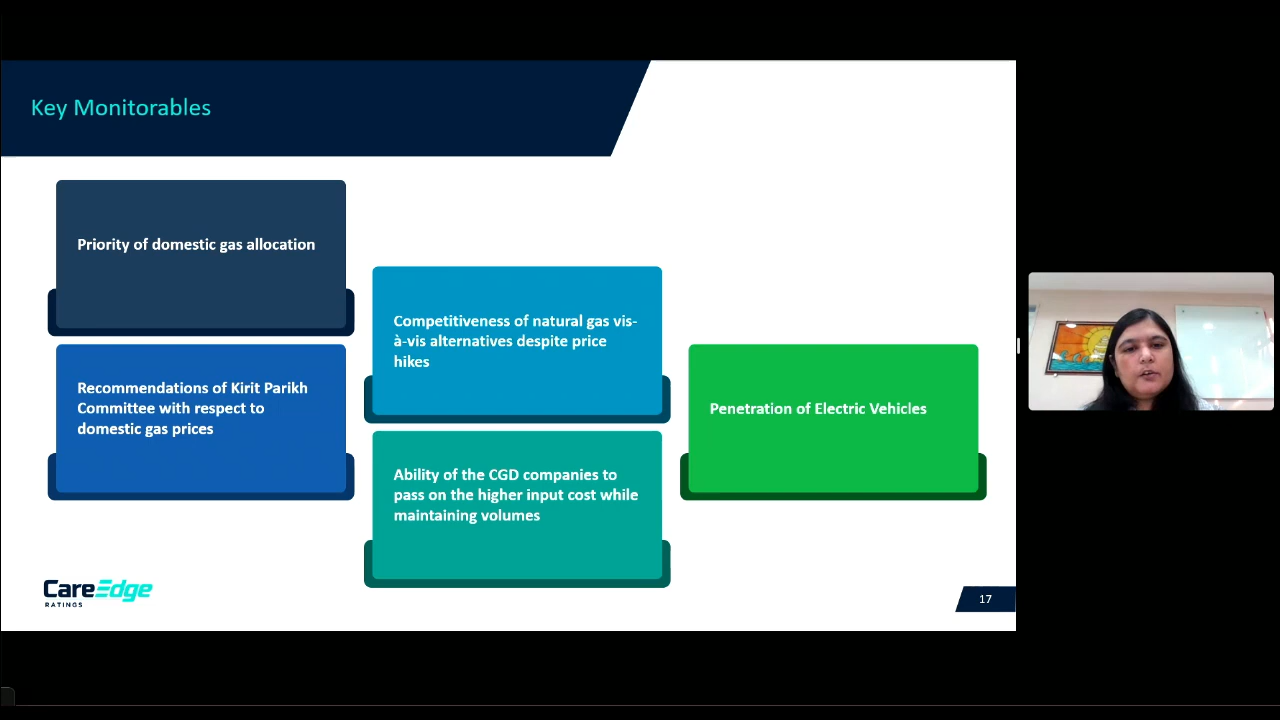 Key Monitorables
Priority of domestic gas allocation
Recommendations of Kirit Parikh
Committee with respect to
domestic gas prices
Competitiveness of natural gas vis-
à-vis alternatives despite price
hikes
Ability of the CGD companies to
pass on the higher input cost while
maintaining volumes
Penetration of Electric Vehicles
CareEdge
RATINGS
17